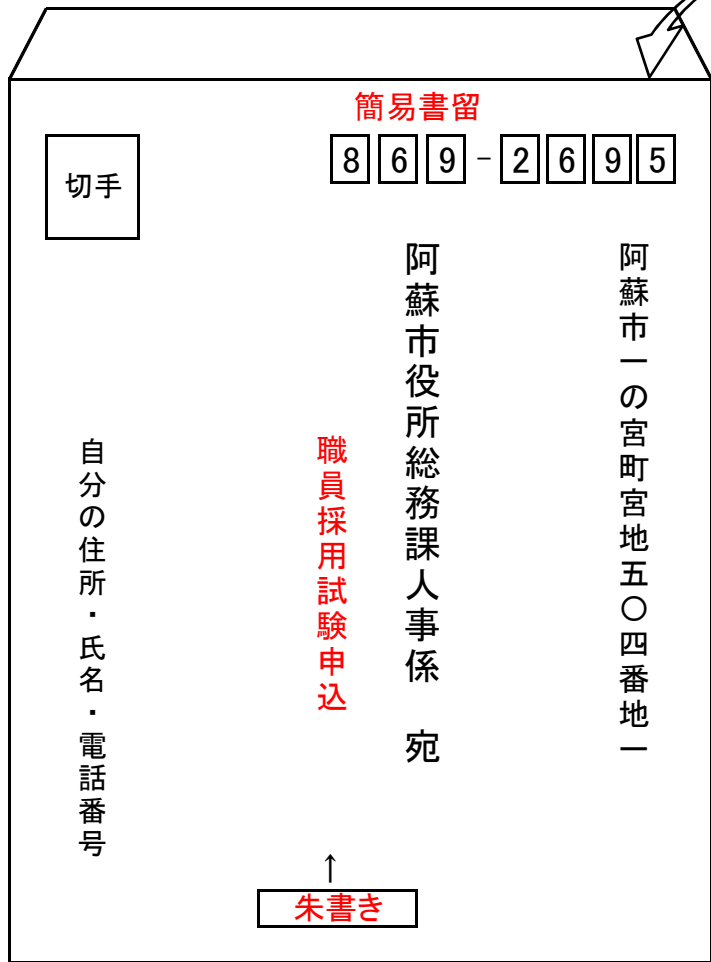 簡易書留
869-2695
切手
阿蘇市一の宮町宮地五〇四番地一
阿蘇市役所総務課人事係　宛
職員採用試験申込
自分の住所・氏名・電話番号
↑
朱書き